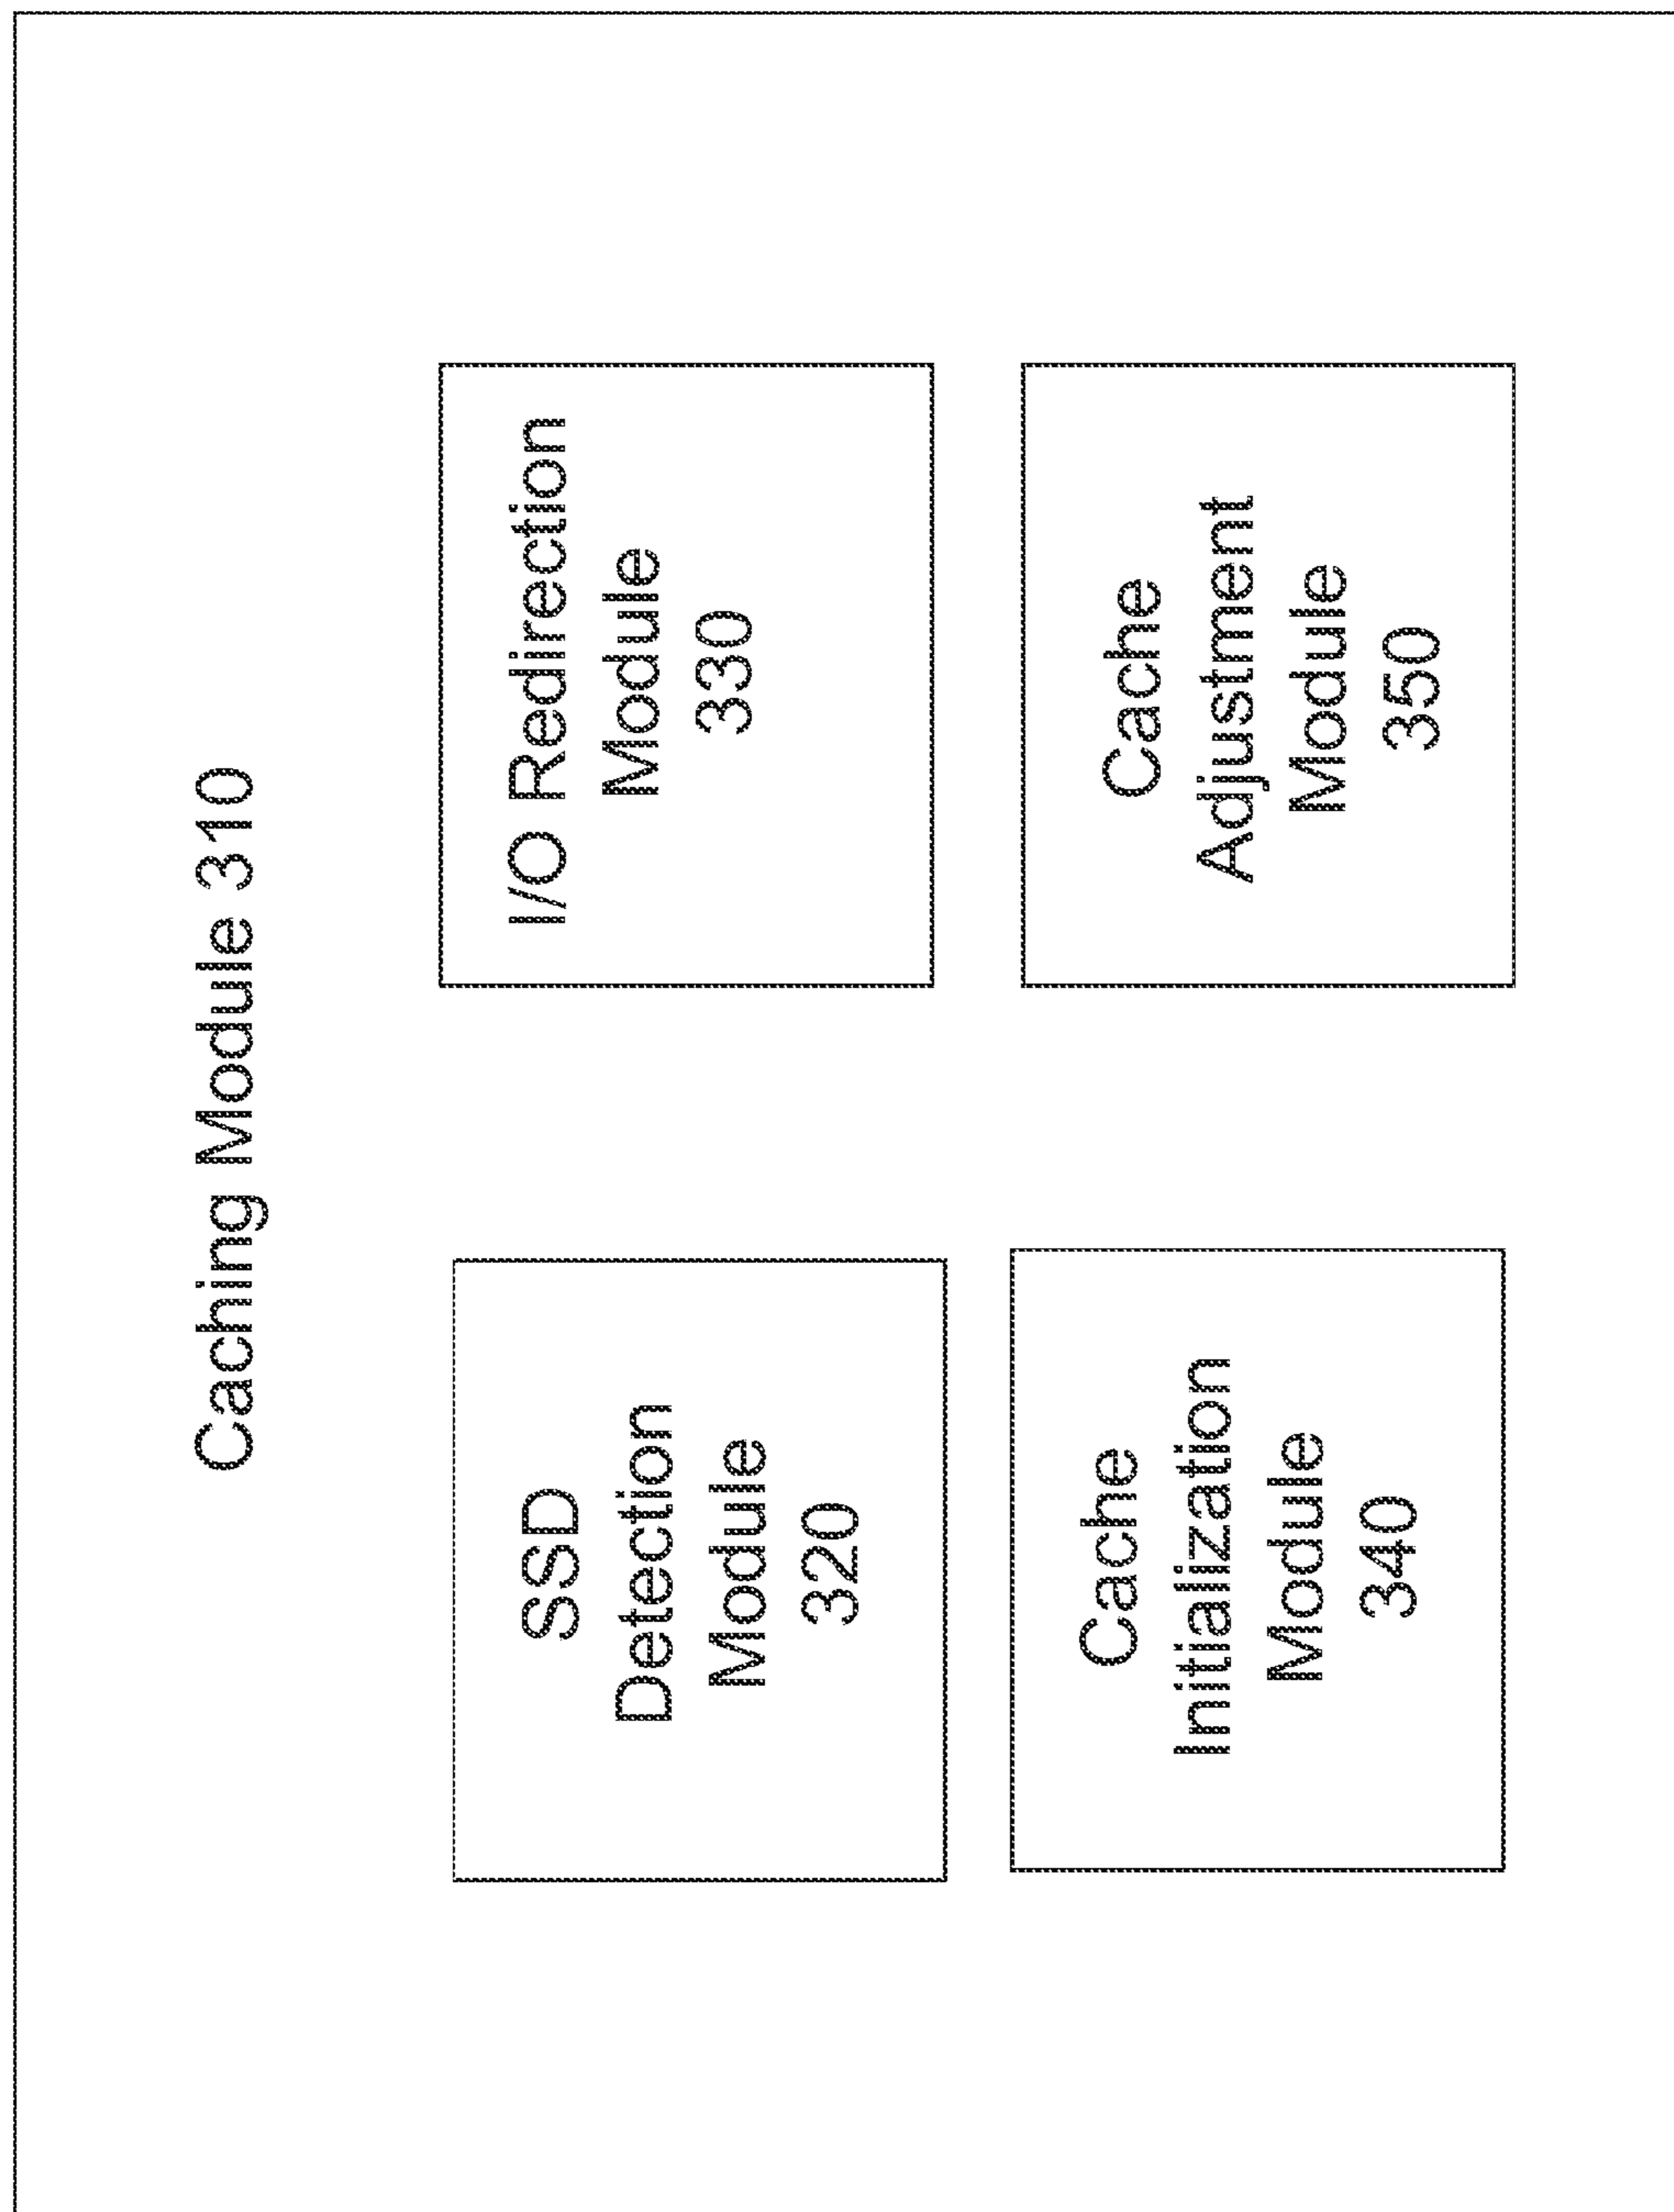 Caching Module 310
SSD
Detection
Module
320
I/O Redirection
Module
330
Cache
Initialization
Module
340
Cache
Adjustment
Module
350